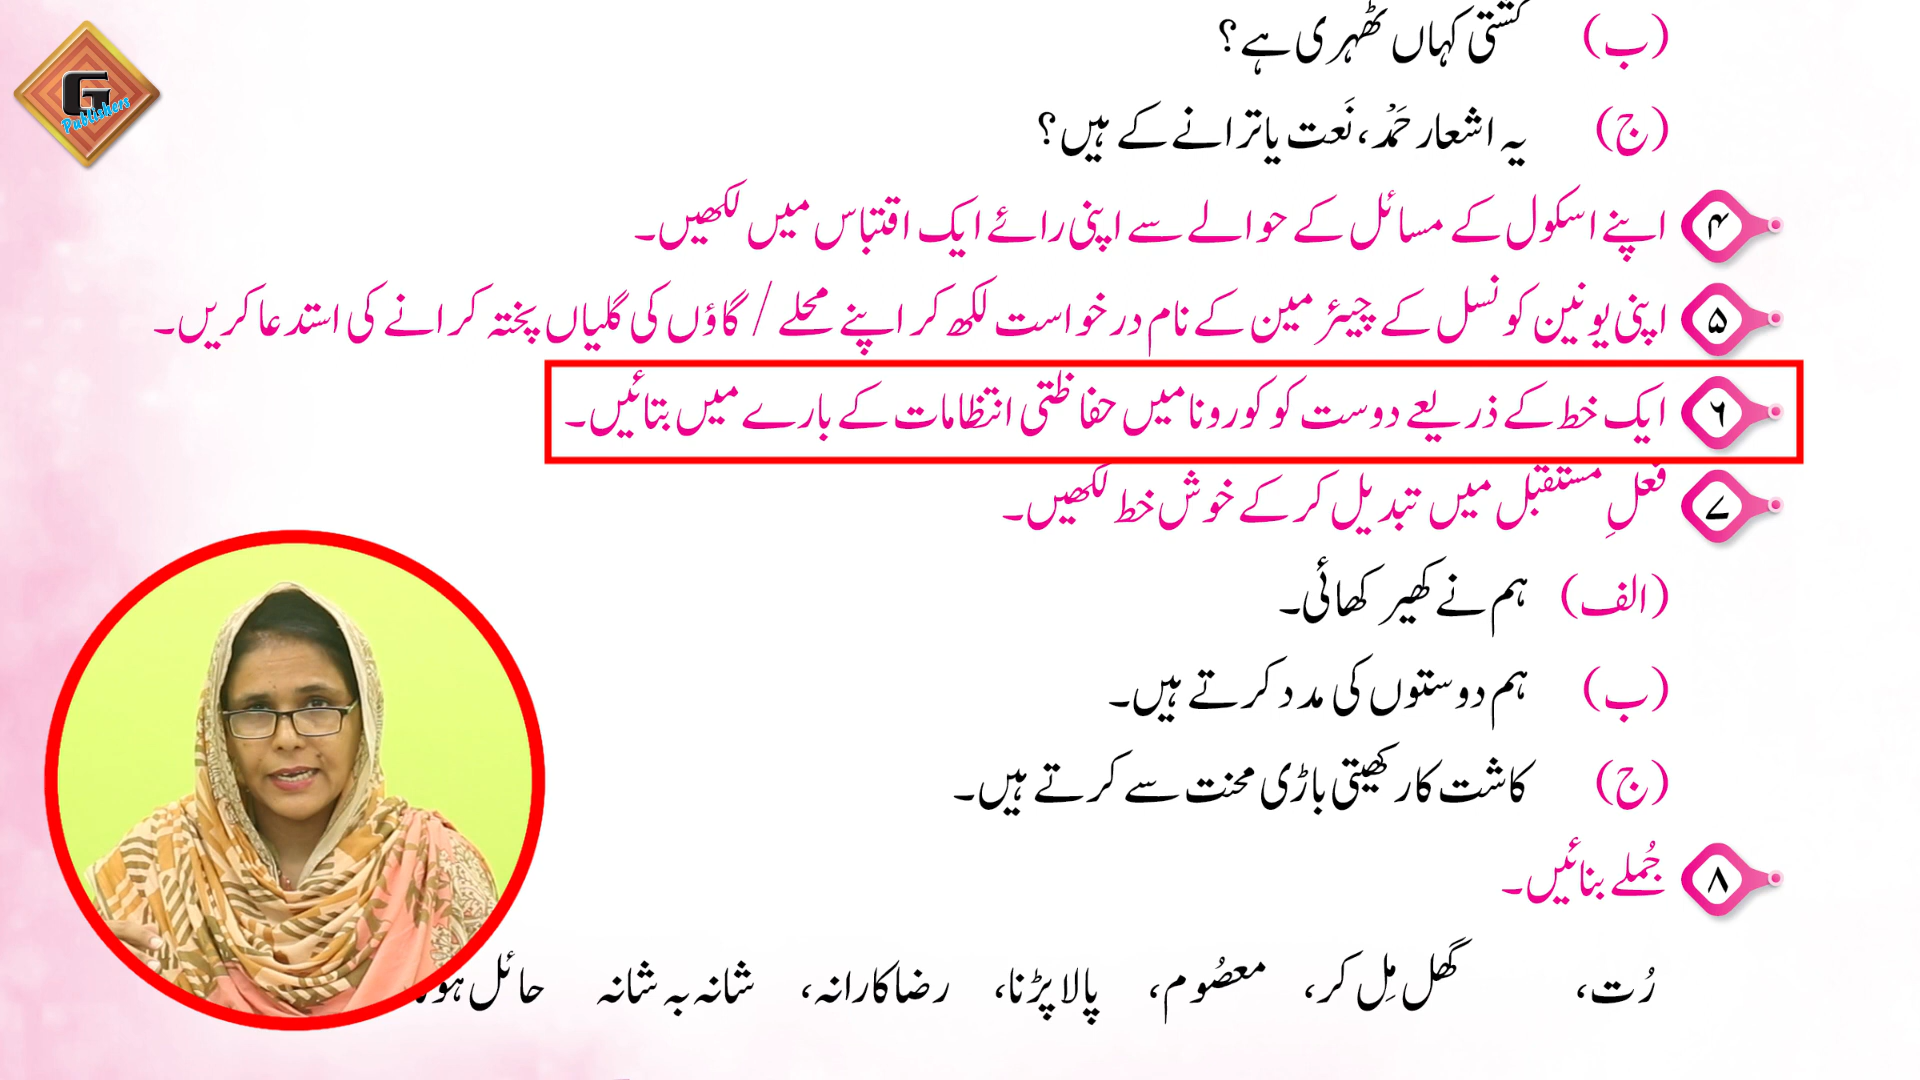 G
Publishers
(ب) کشتی کہاں ٹھہری ہے؟
(ج) یہ اشعار حَمْد، نَعت یا ترانے کے ہیں؟
۴ اپنے اسکول کے مسائل کے حوالے سے اپنی رائے ایک اقتباس میں لکھیں۔
۵ اپنی یونین کونسل کے چیئرمین کے نام درخواست لکھ کر اپنے محلے / گاؤں کی گلیاں پختہ کرانے کی استدعا کریں۔
۶ ایک خط کے ذریعے دوست کو کورونا میں حفاظتی انتظامات کے بارے میں بتائیں۔
۷ فعلِ مستقبل میں تبدیل کر کے خوش خط لکھیں۔
(الف) ہم نے کھیر کھائی۔
(ب) ہم دوستوں کی مدد کرتے ہیں۔
(ج) کاشت کار کھیتی باڑی محنت سے کرتے ہیں۔
۸ جُملے بنائیں۔
رُت، گھل مِل کر، معصُوم، پالا پڑنا، رضاکارانہ، شانہ بہ شانہ حائل